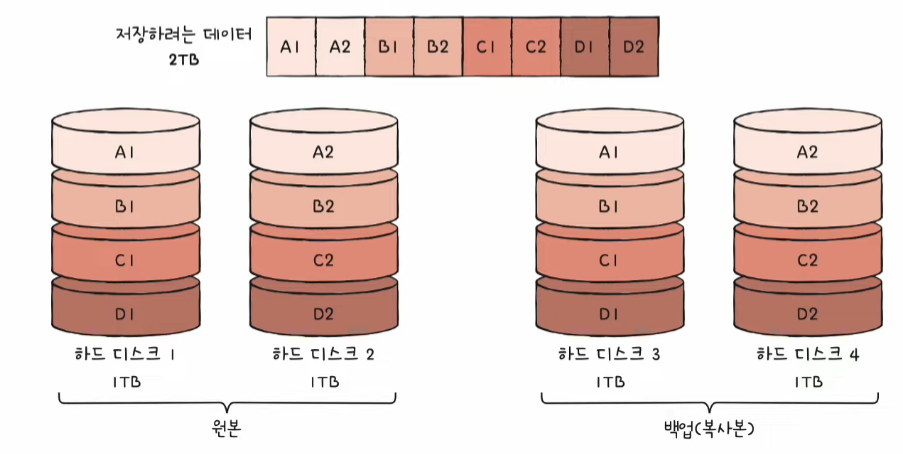 저장하려는 데이터
2TB
A1 A2 B1 B2 C1 C2 D1 D2
A1 A2 A1 A2
B1 B2 B1 B2
C1 C2 C1 C2
D1 D2 D1 D2
하드 디스크 1 하드 디스크 2 하드 디스크 3 하드 디스크 4
1TB 1TB 1TB 1TB
원본 백업(복사본)